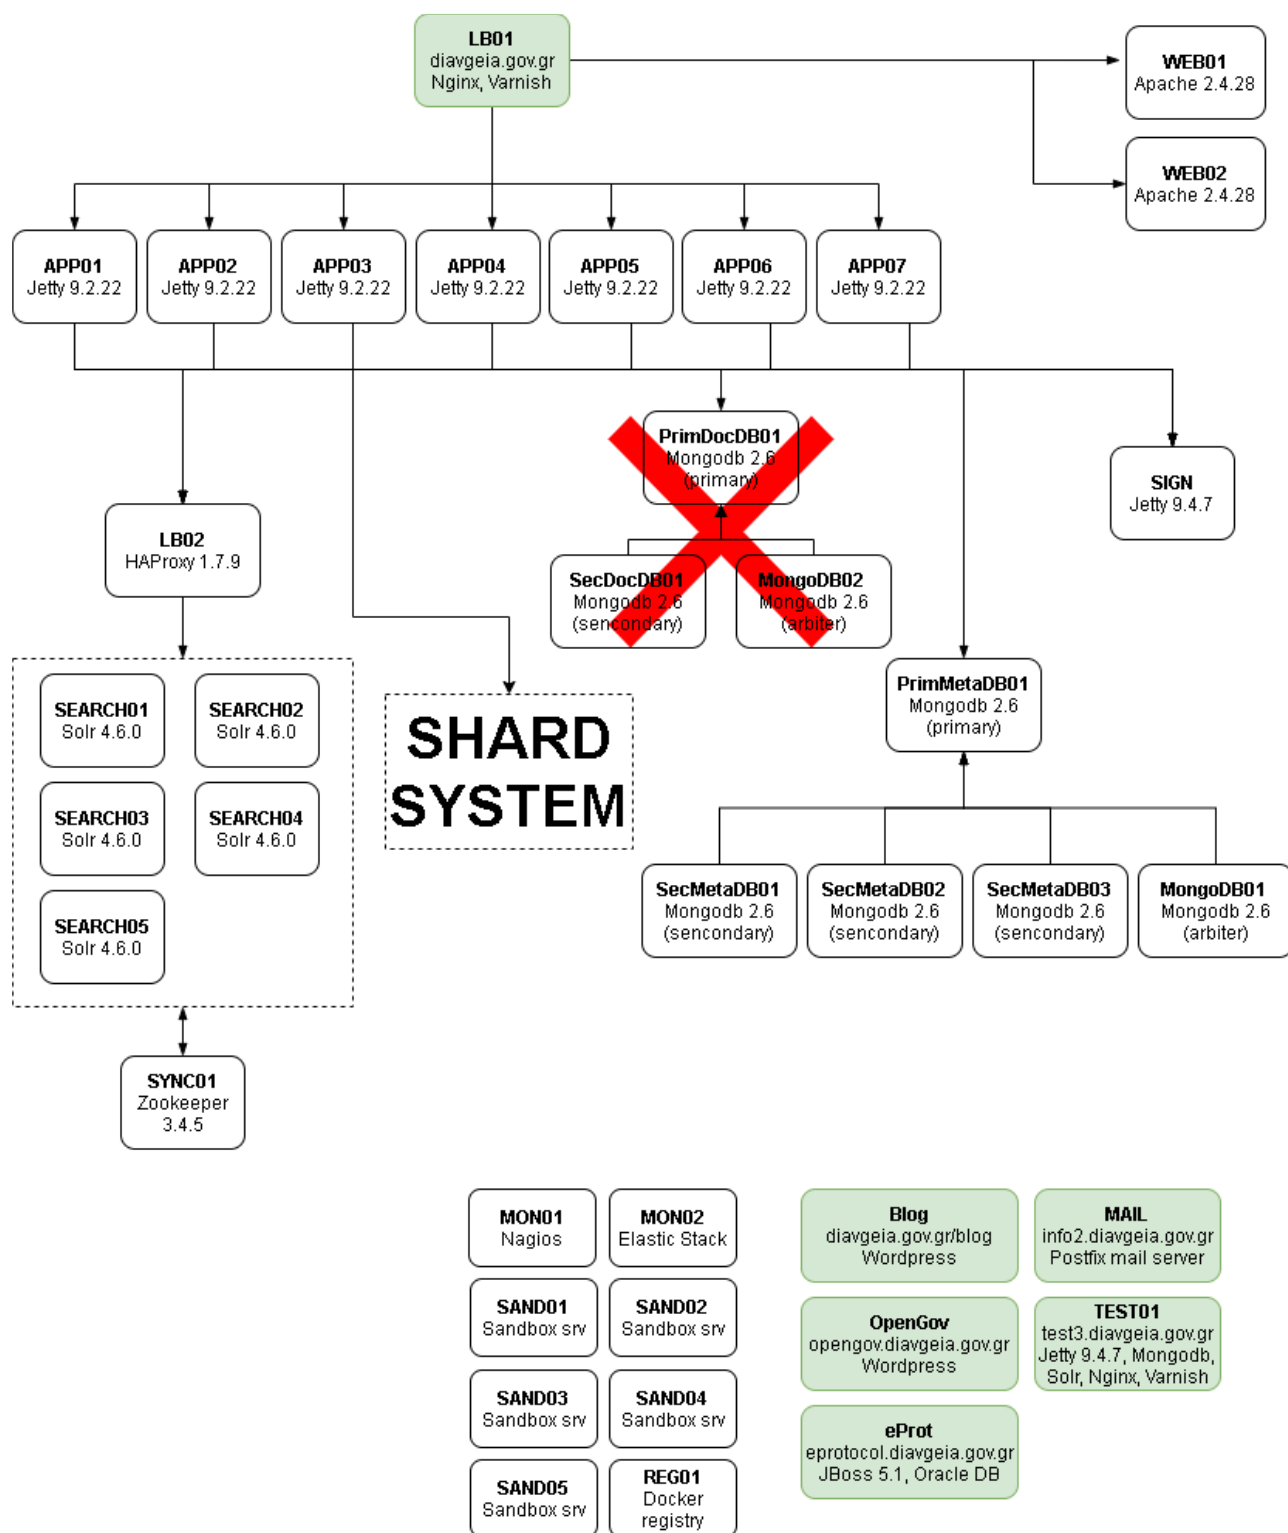 LB01
diavgeia.gov.gr
Nginx, Varnish
WEB01
Apache 2.4.28
WEB02
Apache 2.4.28
APP01
Jetty 9.2.22
APP02
Jetty 9.2.22
APP03
Jetty 9.2.22
APP04
Jetty 9.2.22
APP05
Jetty 9.2.22
APP06
Jetty 9.2.22
APP07
Jetty 9.2.22
PrimDocDB01
Mongodb 2.6
(primary)
SIGN
Jetty 9.4.7
LB02
HAProxy 1.7.9
SecDocDB01
Mongodb 2.6
(sencondary)
MongoDB02
Mongodb 2.6
(arbiter)
SEARCH01
Solr 4.6.0
SEARCH02
Solr 4.6.0
SEARCH03
Solr 4.6.0
SEARCH04
Solr 4.6.0
SEARCH05
Solr 4.6.0
SHARD
SYSTEM
PrimMetaDB01
Mongodb 2.6
(primary)
SecMetaDB01
Mongodb 2.6
(sencondary)
SecMetaDB02
Mongodb 2.6
(sencondary)
SecMetaDB03
Mongodb 2.6
(sencondary)
MongoDB01
Mongodb 2.6
(arbiter)
SYNC01
Zookeeper
3.4.5
MON01
Nagios
MON02
Elastic Stack
SAND01
Sandbox srv
SAND02
Sandbox srv
SAND03
Sandbox srv
SAND04
Sandbox srv
SAND05
Sandbox srv
REG01
Docker
registry
Blog
diavgeia.gov.gr/blog
Wordpress
MAIL
info2.diavgeia.gov.gr
Postfix mail server
OpenGov
opengov.diavgeia.gov.gr
Wordpress
TEST01
test3.diavgeia.gov.gr
Jetty 9.4.7, Mongodb,
Solr, Nginx, Varnish
eProt
eprotocol.diavgeia.gov.gr
JBoss 5.1, Oracle DB